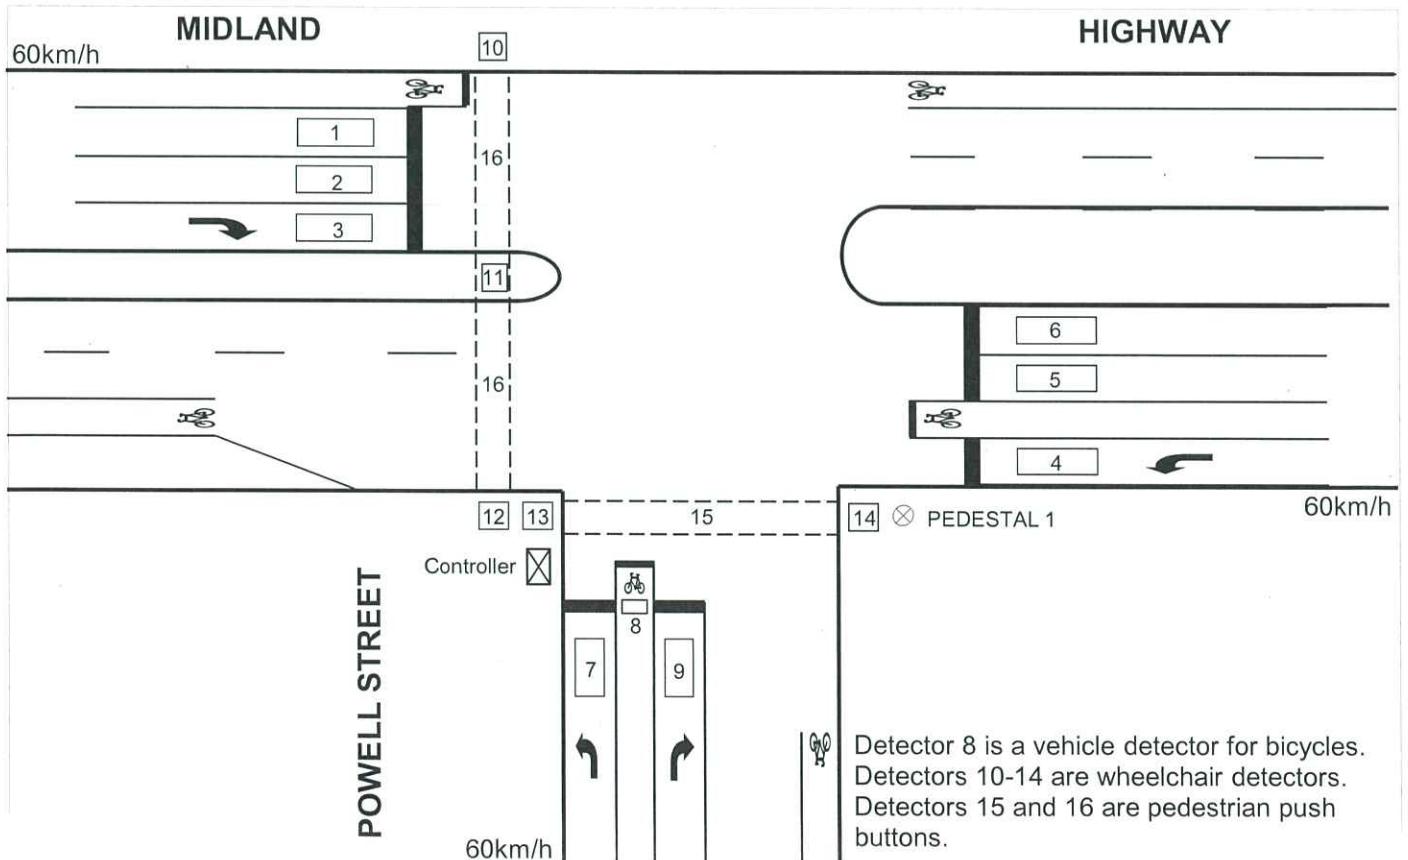 MIDLAND
HIGHWAY
60km/h
10
1
16
2
3
11
6
16
5
4
60km/h
12
13
15
14
PEDESTAL 1
Controller
8
7
9
POWELL STREET
Detector 8 is a vehicle detector for bicycles.
Detectors 10-14 are wheelchair detectors.
Detectors 15 and 16 are pedestrian push
buttons.
60km/h